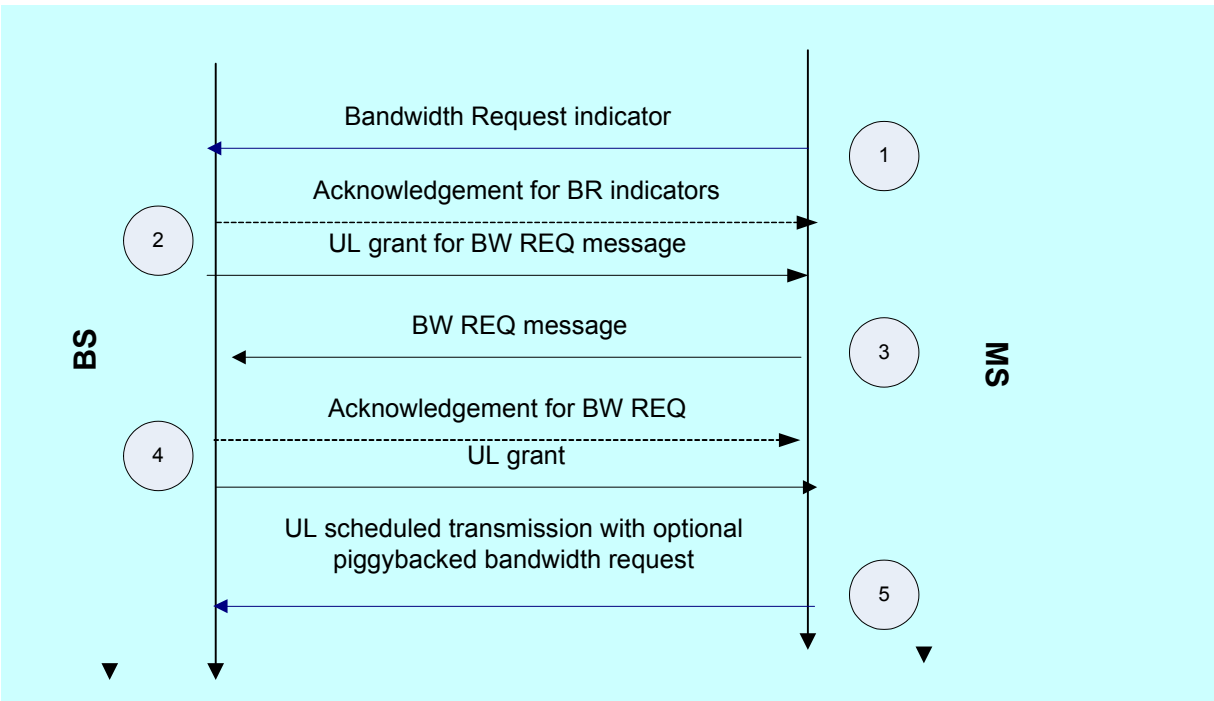 Bandwidth Request indicator
1
Acknowledgement for BR indicators
2
UL grant for BW REQ message
BS
BW REQ message
3
MS
Acknowledgement for BW REQ
4
UL grant
UL scheduled transmission with optional
piggybacked bandwidth request
5